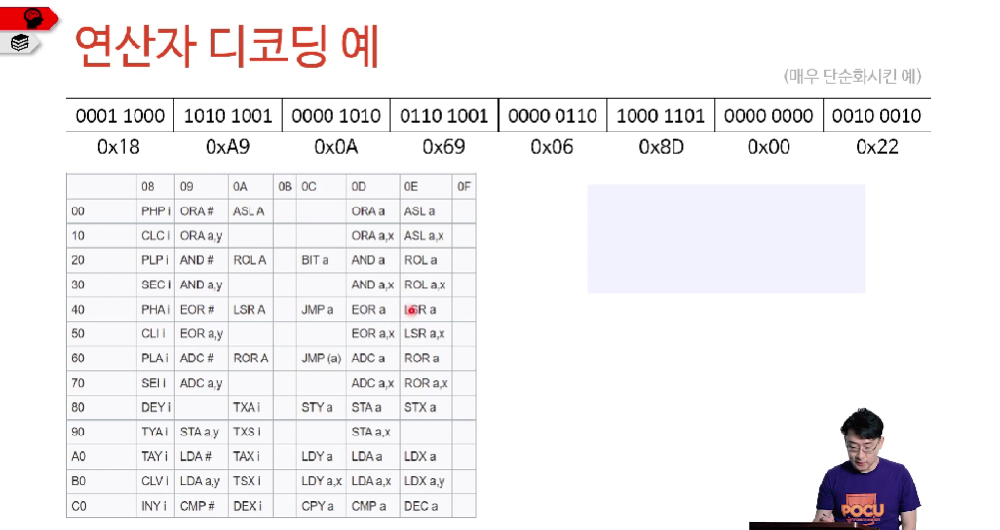 연산자 디코딩 예
(매우 단순화시킨 예)
0001 1000 1010 1001 0000 1010 0110 1001 0000 0110 1000 1101 0000 0000 0010 0010
0x18 0xA9 0x0A 0x69 0x06 0x8D 0x00 0x22
08 09 0A 0B 0C 0D 0E 0F
00 PHP i ORA # ASL A ORA a ASL a
10 CLC i ORA a,y ORA a,x ASL a,x
20 PLP i AND # ROL A BIT a AND a ROL a
30 SEC i AND a,y AND a,x ROL a,x
40 PHA i EOR # LSR A JMP a EOR a LSR a
50 CLI i EOR a,y EOR a,x LSR a,x
60 PLA i ADC # ROR A JMP (a) ADC a ROR a
70 SEI i ADC a,y ADC a,x ROR a,x
80 DEY i TXA i STY a STA a STX a
90 TYA i STA a,y TXS i STA a,x
A0 TAY i LDA # TAX i LDY a LDA a LDX a
B0 CLV i LDA a,y TSX i LDY a,x LDA a,x LDX a,y
C0 INY i CMP # DEX i CPY a CMP a DEC a
POCU